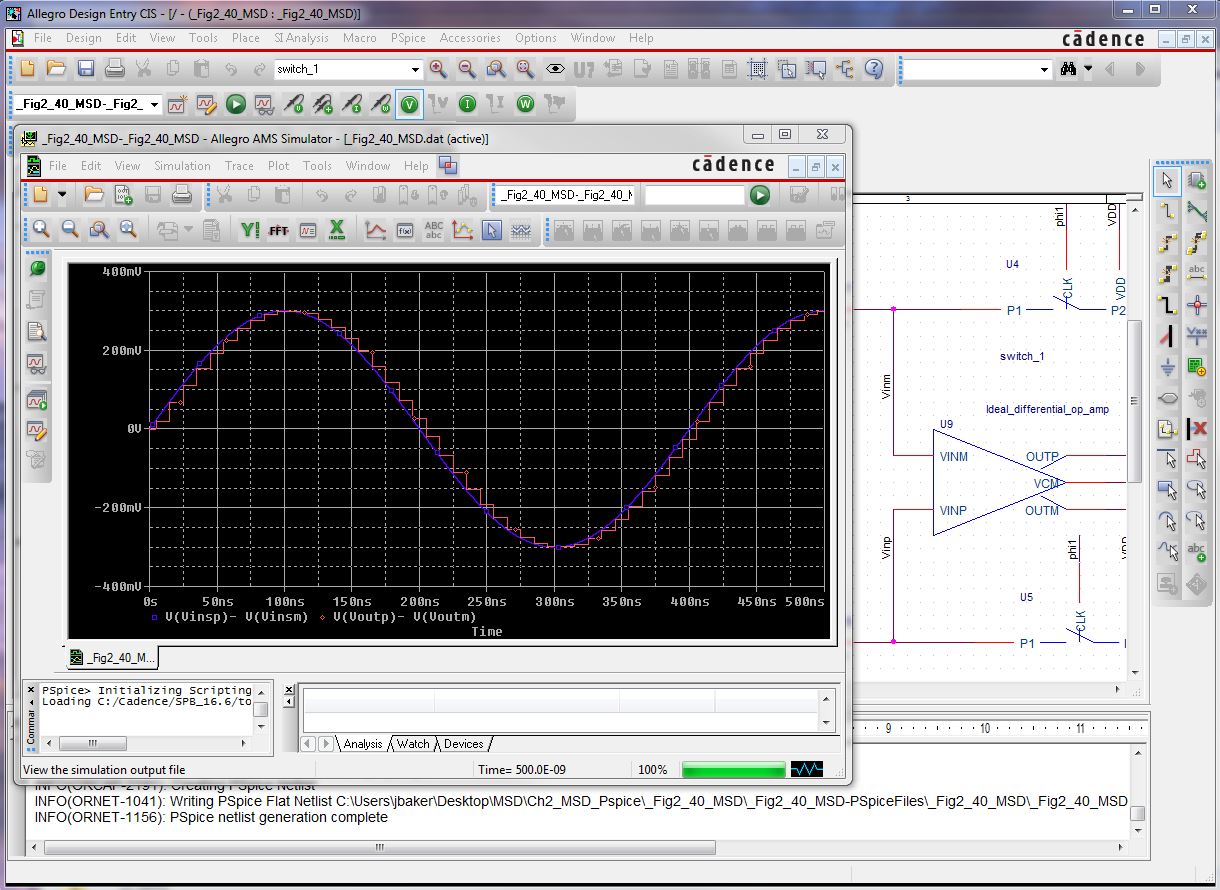 Allegro Design Entry CIS - [/ - (_Fig2_40_MSD : _Fig2_40_MSD)]
File Design Edit View Tools Place SI Analysis Macro PSpice Accessories Options Window Help
cādence
switch_1
_Fig2_40_MSD-_Fig2_
_Fig2_40_MSD-_Fig2_40_MSD - Allegro AMS Simulator - [_Fig2_40_MSD.dat (active)]
File Edit View Simulation Trace Plot Tools Window Help
cādence
_Fig2_40_MSD-_Fig2_40_M
FFT
ABC
abc
400mV
200mV
0V
-200mV
-400mV
0s 50ns 100ns 150ns 200ns 250ns 300ns 350ns 400ns 450ns 500ns
V(Vinsp)- V(Vinsm) V(Voutp)- V(Voutm)
Time
_Fig2_40_M...
3
phi1
VDD
U4
CLK
VDD
P1
P2
switch_1
Vinm
Ideal_differential_op_amp
U9
VINM
OUTP
VCM
VINP
OUTM
Vinp
phi1
VDD
U5
CLK
P1
abc
abc
PSpice> Initializing Scripting
Loading C:/Cadence/SPB_16.6/to
Commar
Analysis Watch Devices
View the simulation output file
Time= 500.0E-09
100%
9 10 11
INFO(ORCAP-2191): Creating PSpice Netlist
INFO(ORNET-1041): Writing PSpice Flat Netlist C:\Users\jbaker\Desktop\MSD\Ch2_MSD_Pspice\_Fig2_40_MSD\_Fig2_40_MSD-PSpiceFiles\_Fig2_40_MSD\_Fig2_40_MSD
INFO(ORNET-1156): PSpice netlist generation complete